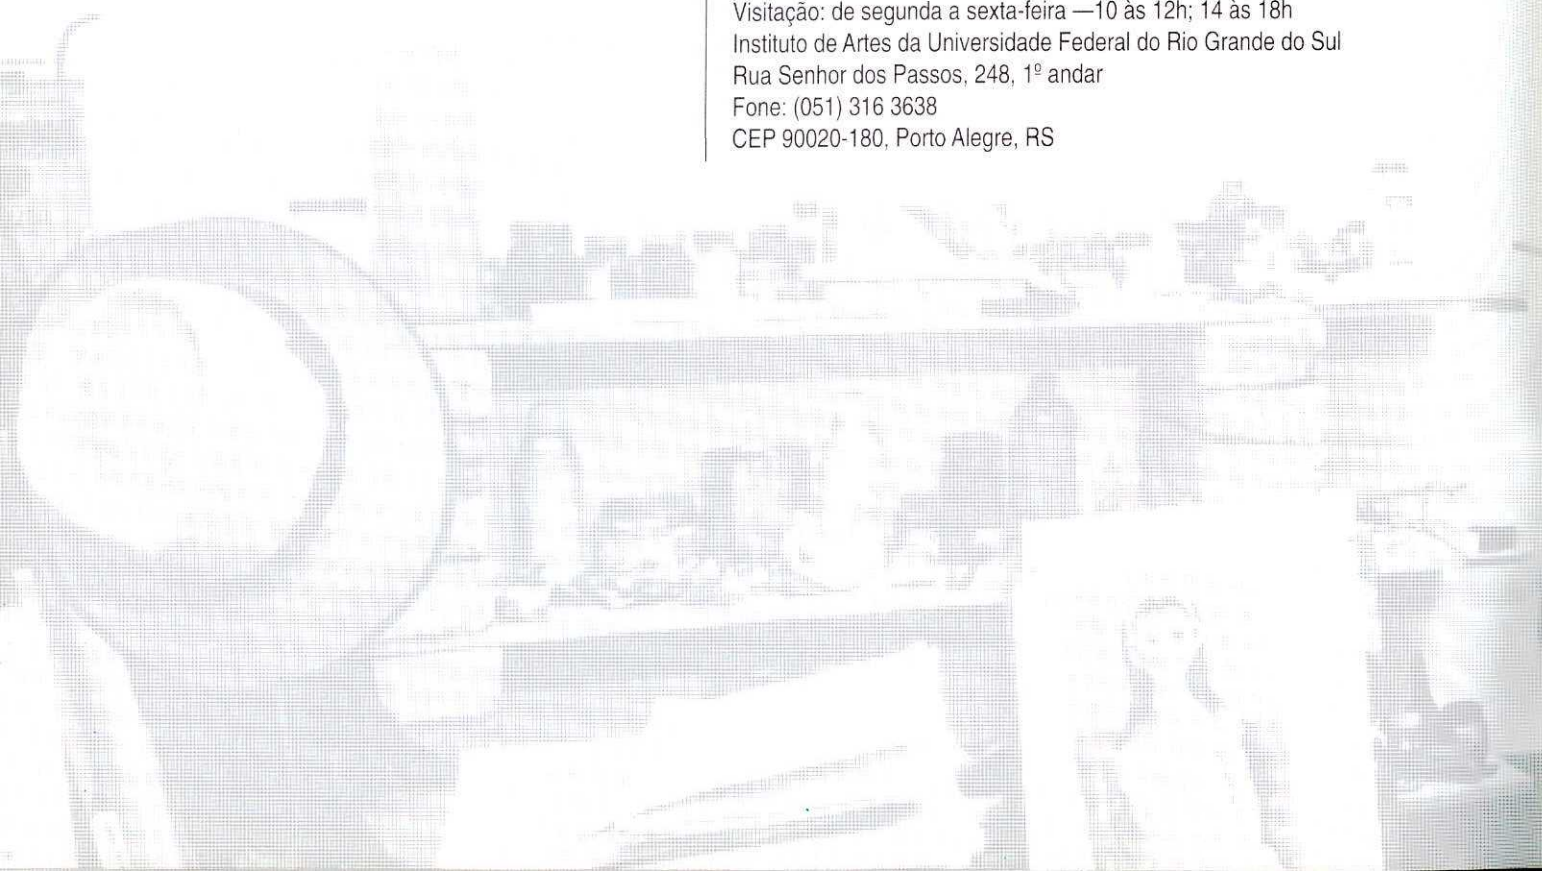 Visitação: de segunda a sexta-feira —10 às 12h; 14 às 18h
Instituto de Artes da Universidade Federal do Rio Grande do Sul
Rua Senhor dos Passos, 248, 1º andar
Fone: (051) 316 3638
CEP 90020-180, Porto Alegre, RS